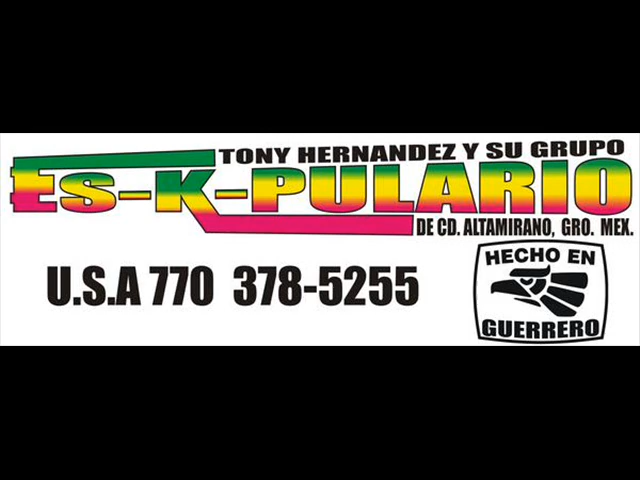 TONY HERNANDEZ Y SU GRUPO
ES-K-PULARIO
DE CD. ALTAMIRANO, GRO. MEX.
U.S.A 770 378-5255
HECHO EN
GUERRERO